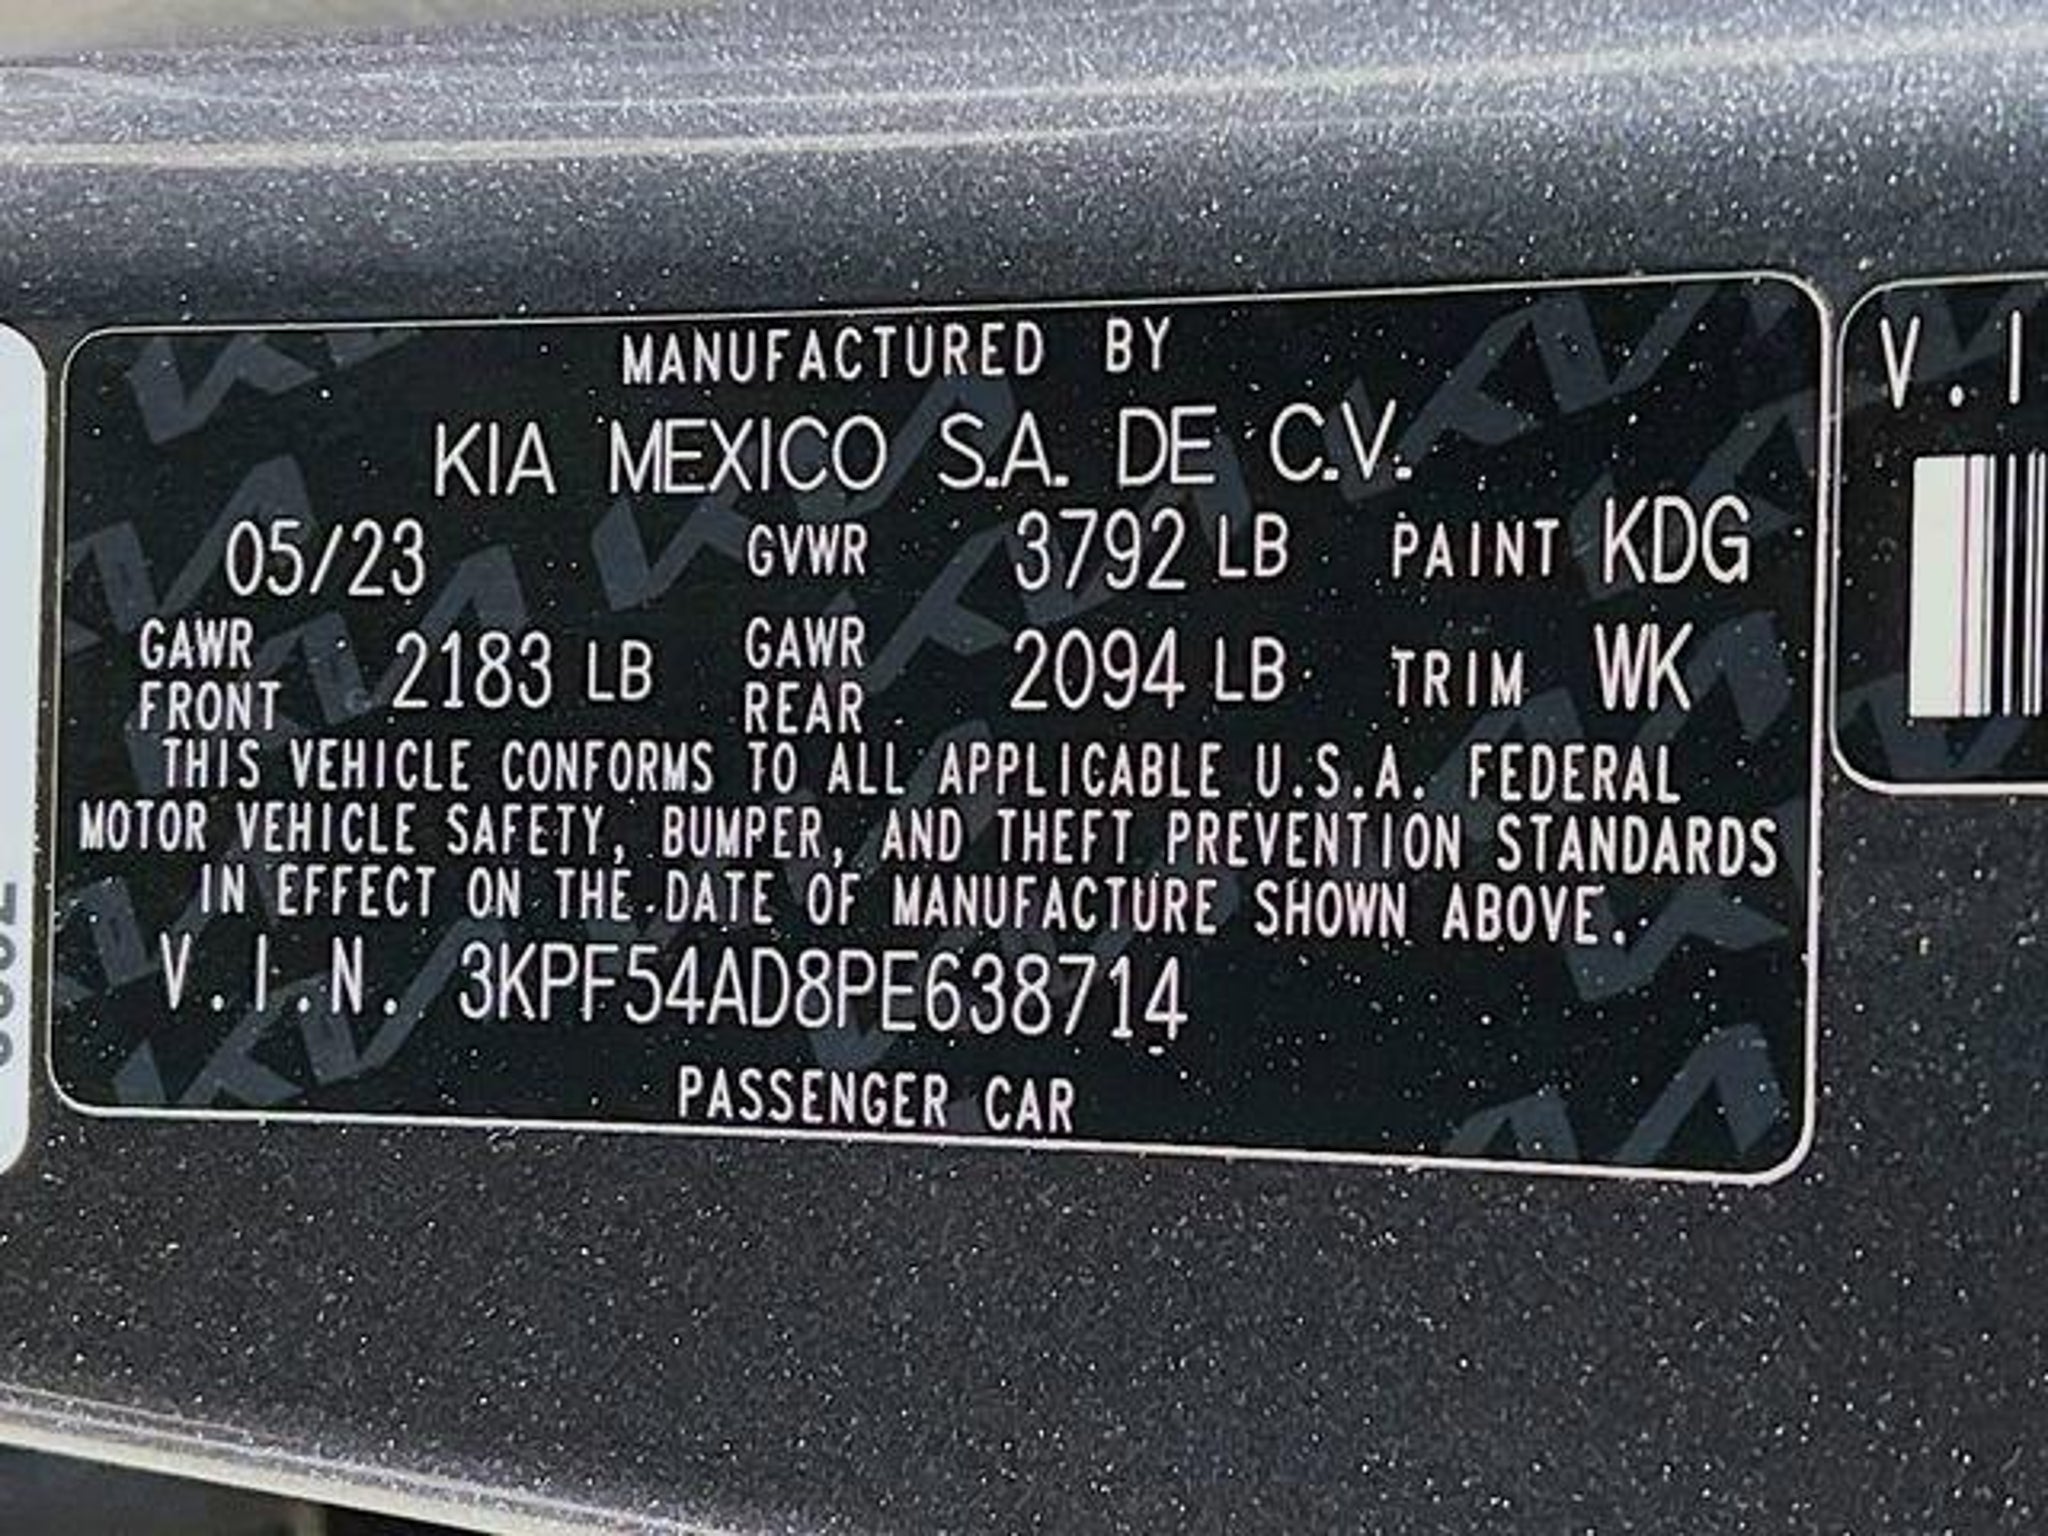 MANUFACTURED BY
KIA MEXICO S.A. DE C.V.
05/23 GVWR 3792 LB PAINT KDG
GAWR FRONT 2183 LB GAWR REAR 2094 LB TRIM WK
THIS VEHICLE CONFORMS TO ALL APPLICABLE U.S.A. FEDERAL
MOTOR VEHICLE SAFETY, BUMPER, AND THEFT PREVENTION STANDARDS
IN EFFECT ON THE DATE OF MANUFACTURE SHOWN ABOVE.
V.I.N. 3KPF54AD8PE638714
PASSENGER CAR
V.I